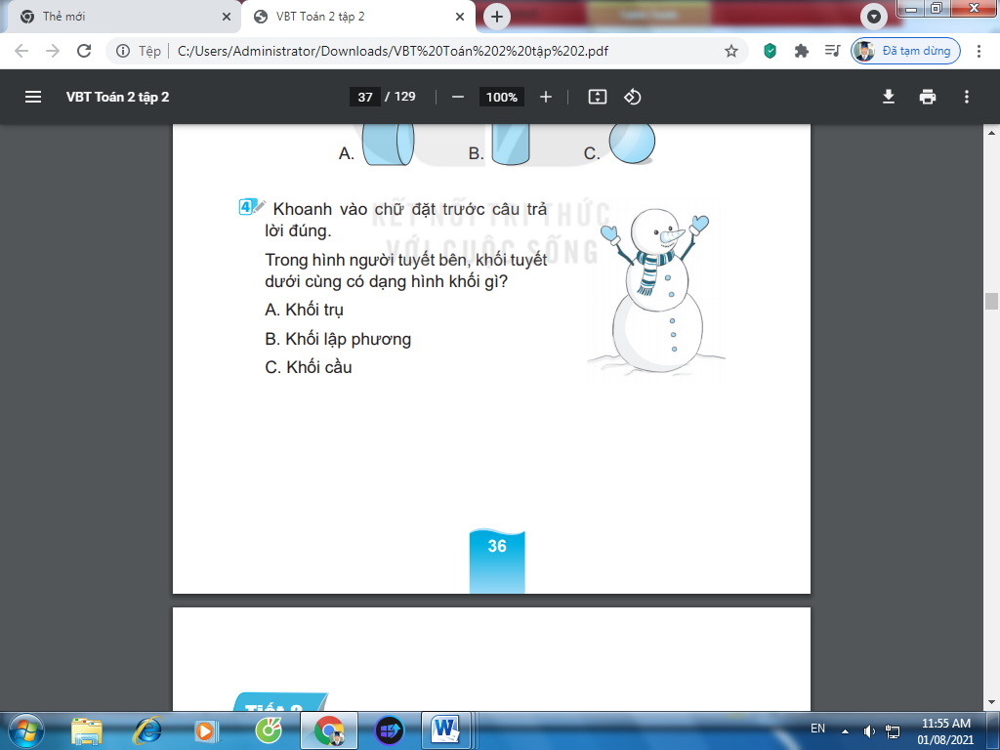 Thẻ mới
VBT Toán 2 tập 2
Tệp
C:/Users/Administrator/Downloads/VBT%20Toán%202%20tập%202.pdf
Đã tạm dừng
VBT Toán 2 tập 2
37 / 129
100%
A.
B.
C.
KẾT NỐI TRI THỨC
VỚI CUỘC SỐNG
4 Khoanh vào chữ đặt trước câu trả
lời đúng.
Trong hình người tuyết bên, khối tuyết
dưới cùng có dạng hình khối gì?
A. Khối trụ
B. Khối lập phương
C. Khối cầu
36
Tiết 2
EN
11:55 AM
01/08/2021